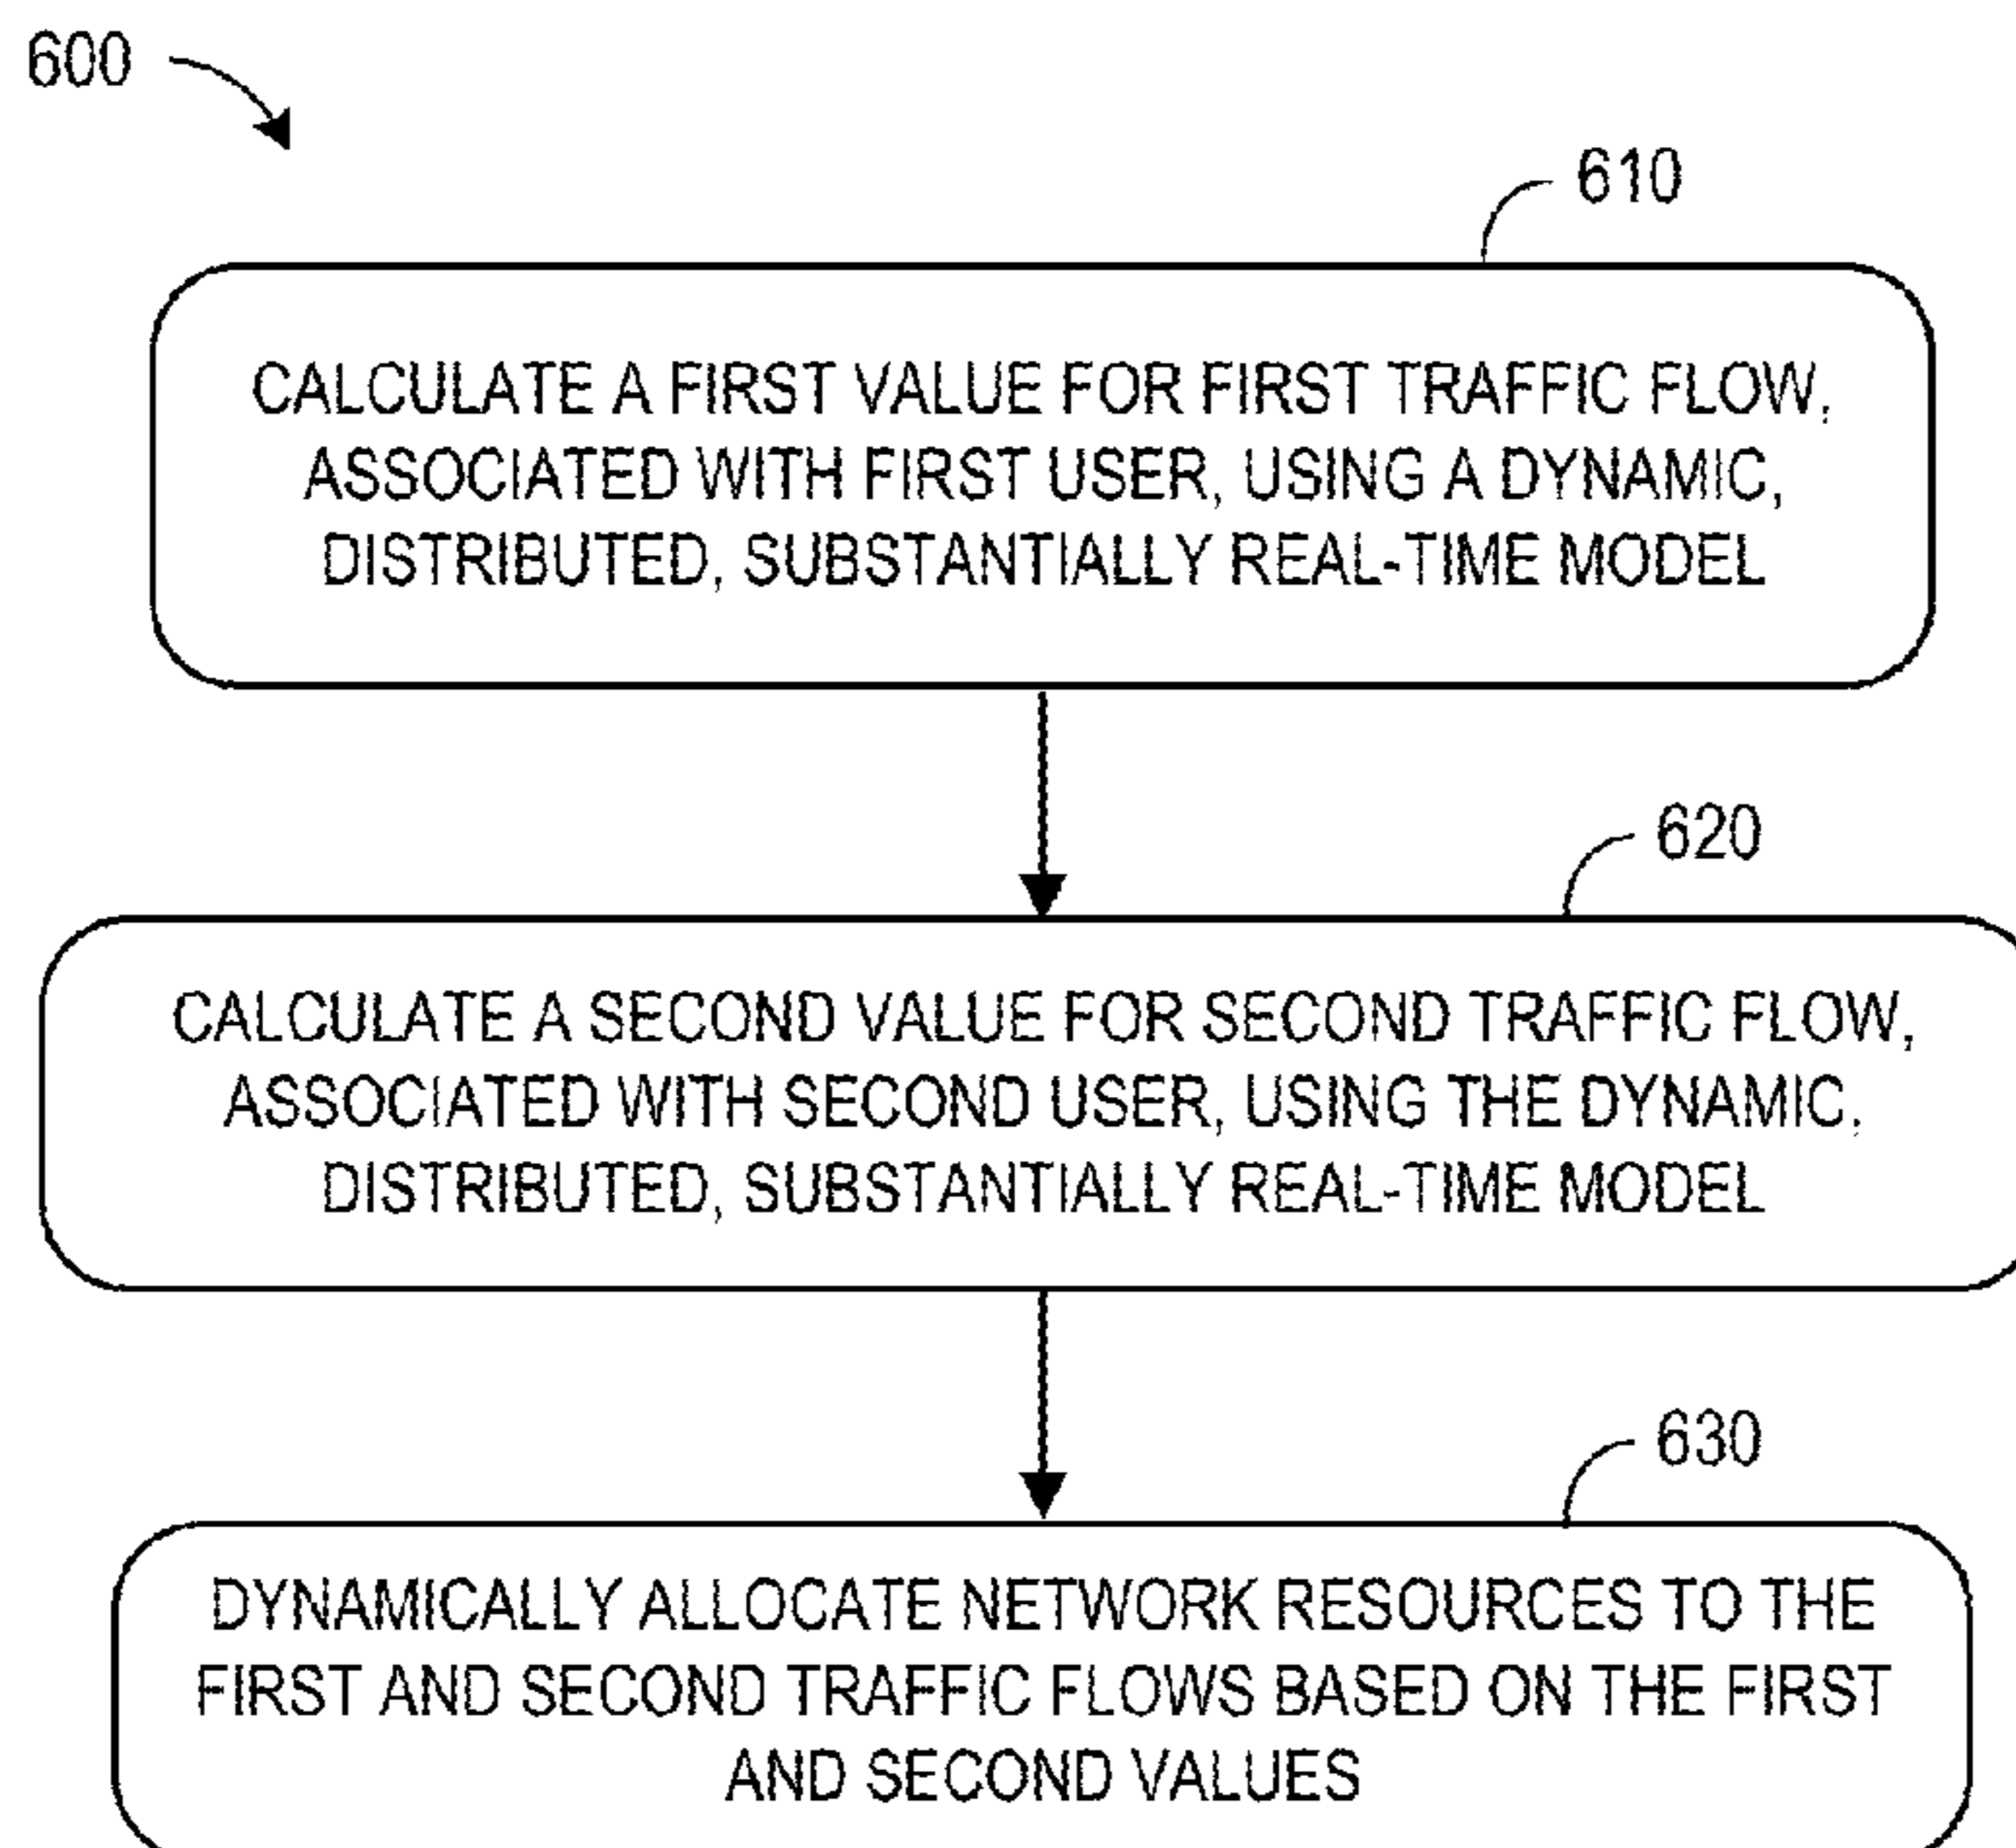 600
610
CALCULATE A FIRST VALUE FOR FIRST TRAFFIC FLOW,
ASSOCIATED WITH FIRST USER, USING A DYNAMIC,
DISTRIBUTED, SUBSTANTIALLY REAL-TIME MODEL
620
CALCULATE A SECOND VALUE FOR SECOND TRAFFIC FLOW,
ASSOCIATED WITH SECOND USER, USING THE DYNAMIC,
DISTRIBUTED, SUBSTANTIALLY REAL-TIME MODEL
630
DYNAMICALLY ALLOCATE NETWORK RESOURCES TO THE
FIRST AND SECOND TRAFFIC FLOWS BASED ON THE FIRST
AND SECOND VALUES